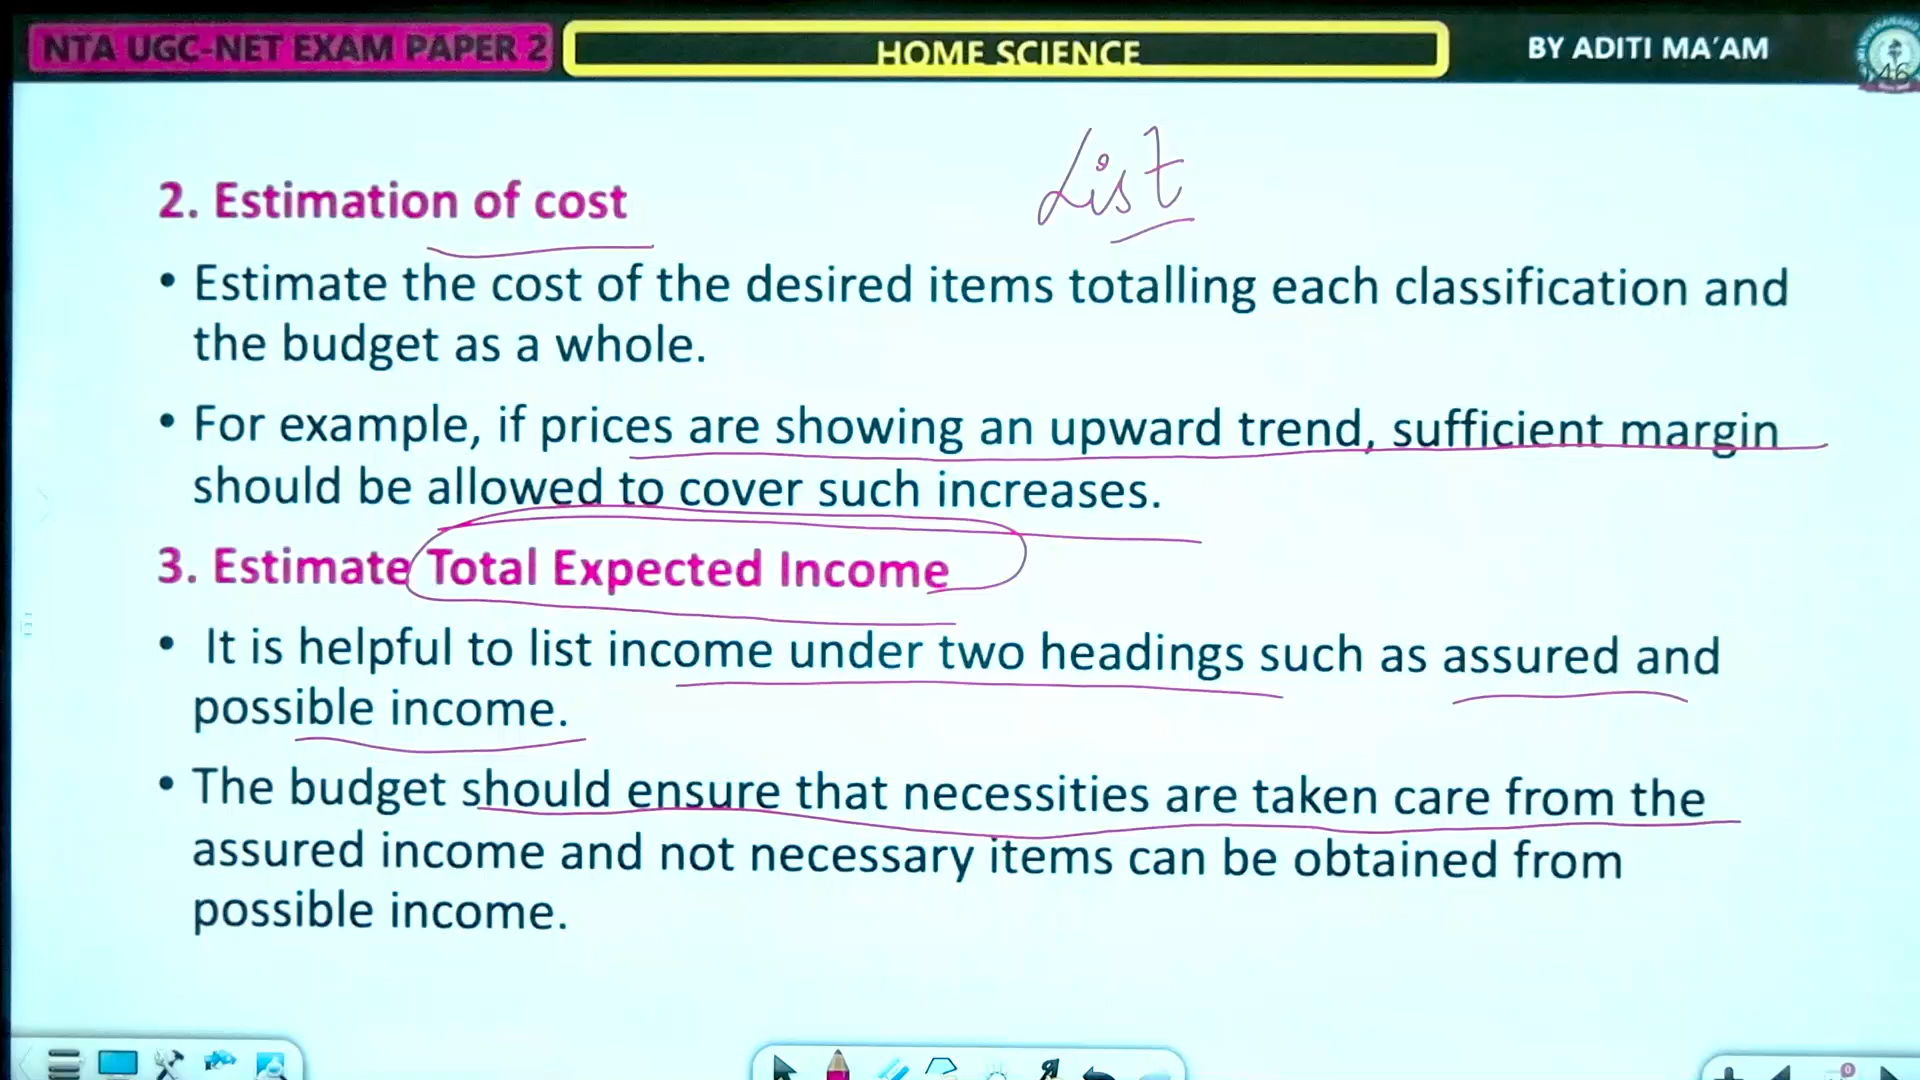 NTA UGC-NET EXAM PAPER 2
HOME SCIENCE
BY ADITI MA'AM
List
2. Estimation of cost
• Estimate the cost of the desired items totalling each classification and
the budget as a whole.
• For example, if prices are showing an upward trend, sufficient margin
should be allowed to cover such increases.
3. Estimate Total Expected Income
• It is helpful to list income under two headings such as assured and
possible income.
• The budget should ensure that necessities are taken care from the
assured income and not necessary items can be obtained from
possible income.